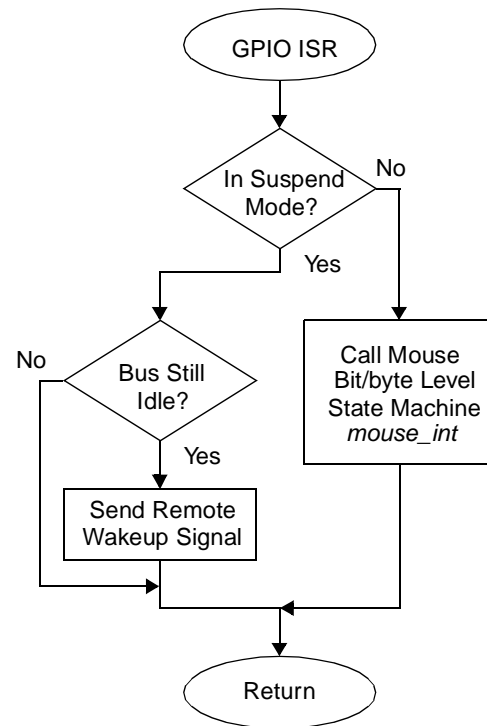 GPIO ISR
In Suspend
Mode?
No
Yes
No
Bus Still
Idle?
Call Mouse
Bit/byte Level
State Machine
mouse_int
Yes
Send Remote
Wakeup Signal
Return